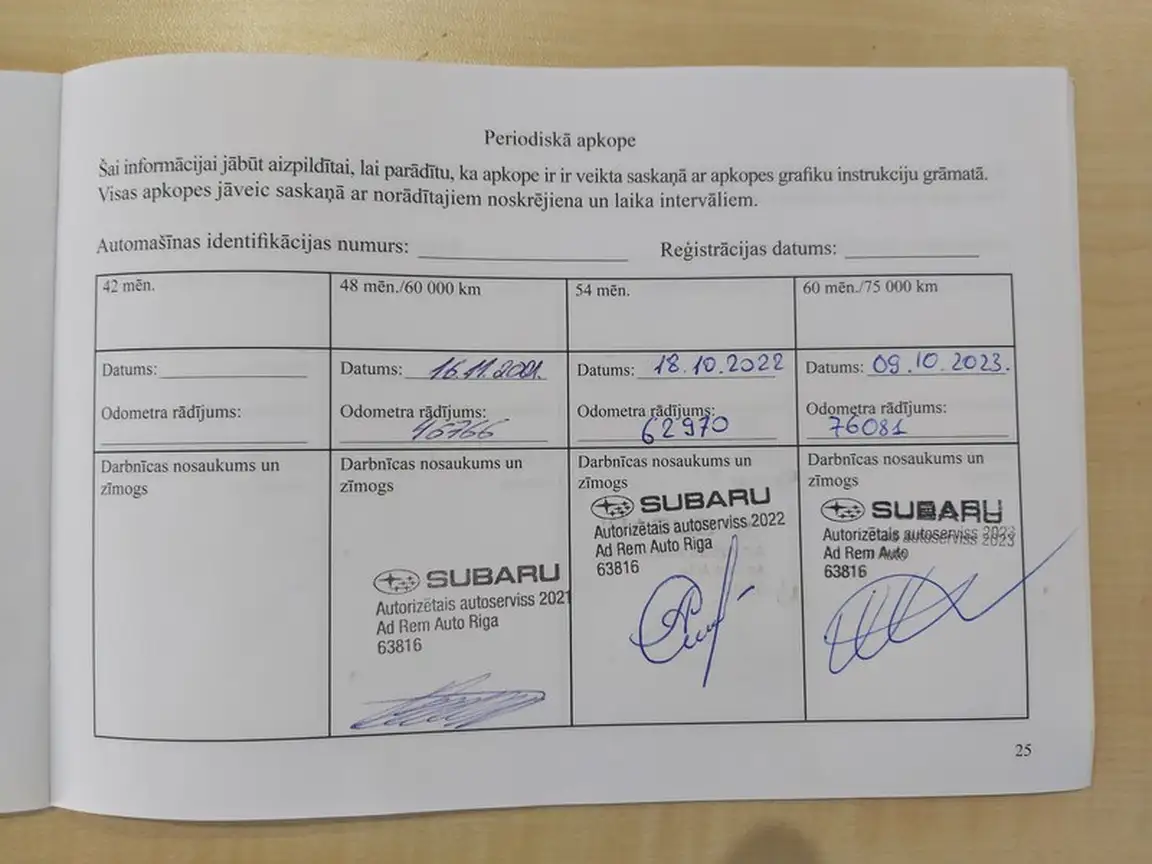 Periodiskā apkope
Šai informācijai jābūt aizpildītai, lai parādītu, ka apkope ir ir veikta saskaņā ar apkopes grafiku instrukciju grāmatā.
Visas apkopes jāveic saskaņā ar norādītajiem noskrējiena un laika intervāliem.
Automašīnas identifikācijas numurs:
Reģistrācijas datums:
42 mēn.
Datums:
Odometra rādījums:
Darbnīcas nosaukums un
zīmogs
48 mēn./60 000 km
Datums: 16.11.2021.
Odometra rādījums:
46766
Darbnīcas nosaukums un
zīmogs
SUBARU
Autorizētais autoserviss 2021
Ad Rem Auto Riga
63816
54 mēn.
Datums: 18.10.2022
Odometra rādījums:
62970
Darbnīcas nosaukums un
zīmogs
SUBARU
Autorizētais autoserviss 2022
Ad Rem Auto Riga
63816
60 mēn./75 000 km
Datums: 09.10.2023.
Odometra rādījums:
76081
Darbnīcas nosaukums un
zīmogs
SUBARU
Autorizētais autoserviss 2023
Ad Rem Auto
63816
25